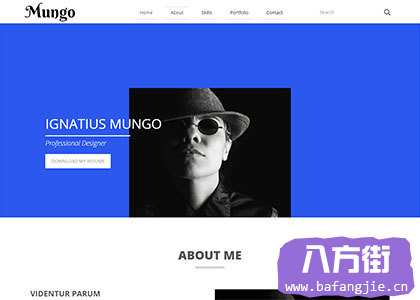 Mungo
Home About Skills Portfolio Contact Search
IGNATIUS MUNGO
Professional Designer
DOWNLOAD MY RESUME
ABOUT ME
VIDENTUR PARUM
八方街
www.bafangjie.cn